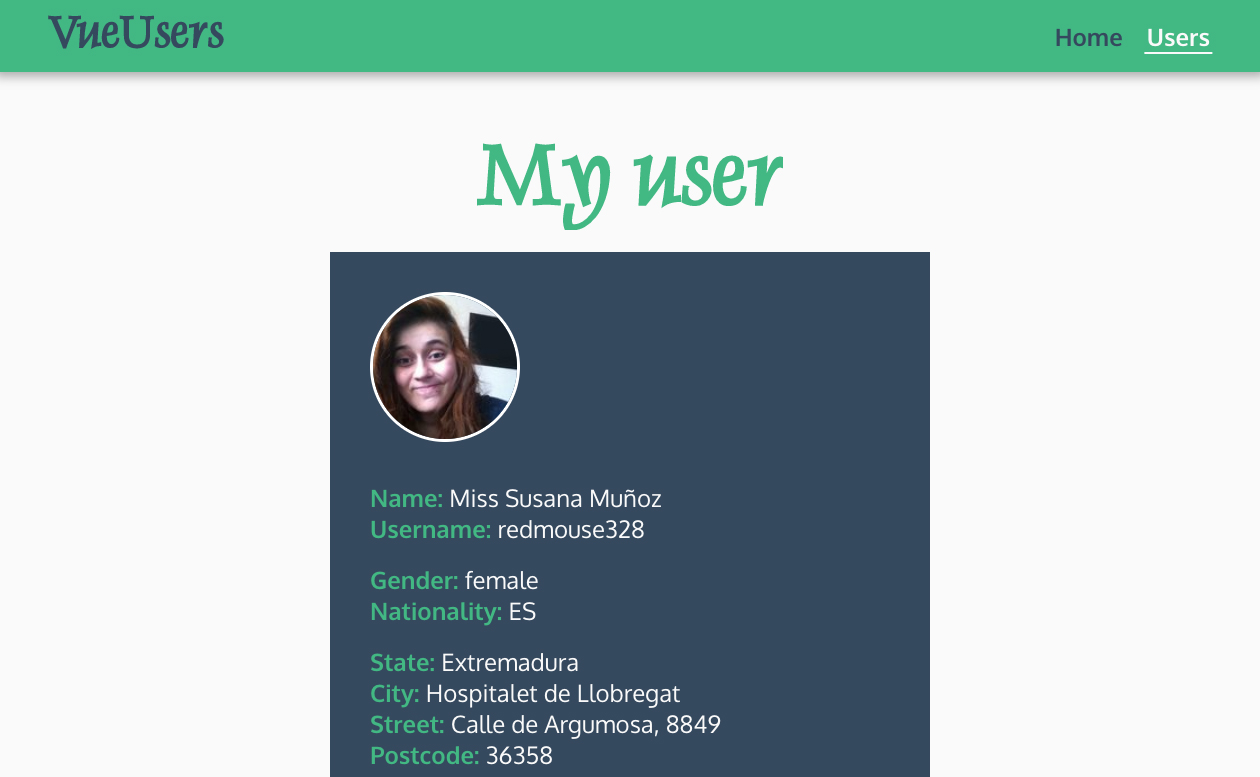 VueUsers
Home Users
My user
Name: Miss Susana Muñoz
Username: redmouse328
Gender: female
Nationality: ES
State: Extremadura
City: Hospitalet de Llobregat
Street: Calle de Argumosa, 8849
Postcode: 36358